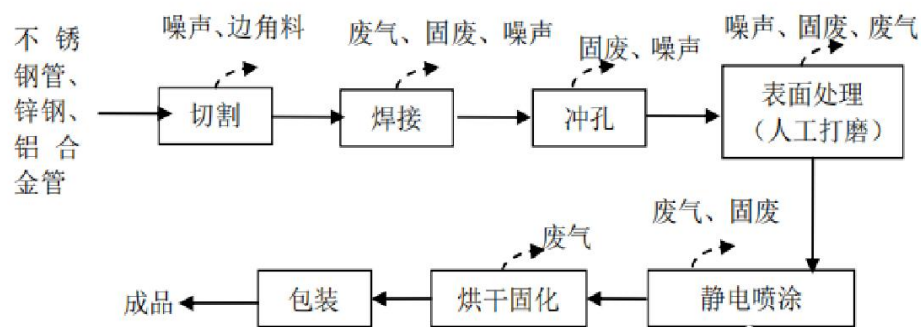 不锈
钢管、
锌钢、
铝合
金管
噪声、边角料
切割
废气、固废、噪声
焊接
固废、噪声
冲孔
噪声、固废、废气
表面处理
（人工打磨）
废气、固废
静电喷涂
废气
烘干固化
包装
成品